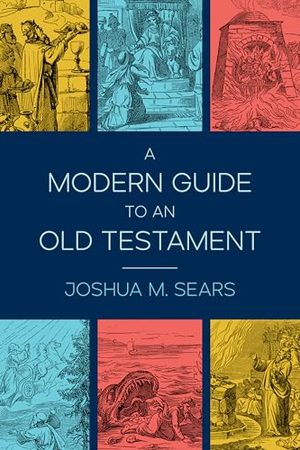 A
MODERN GUIDE
TO AN
OLD TESTAMENT
JOSHUA M. SEARS